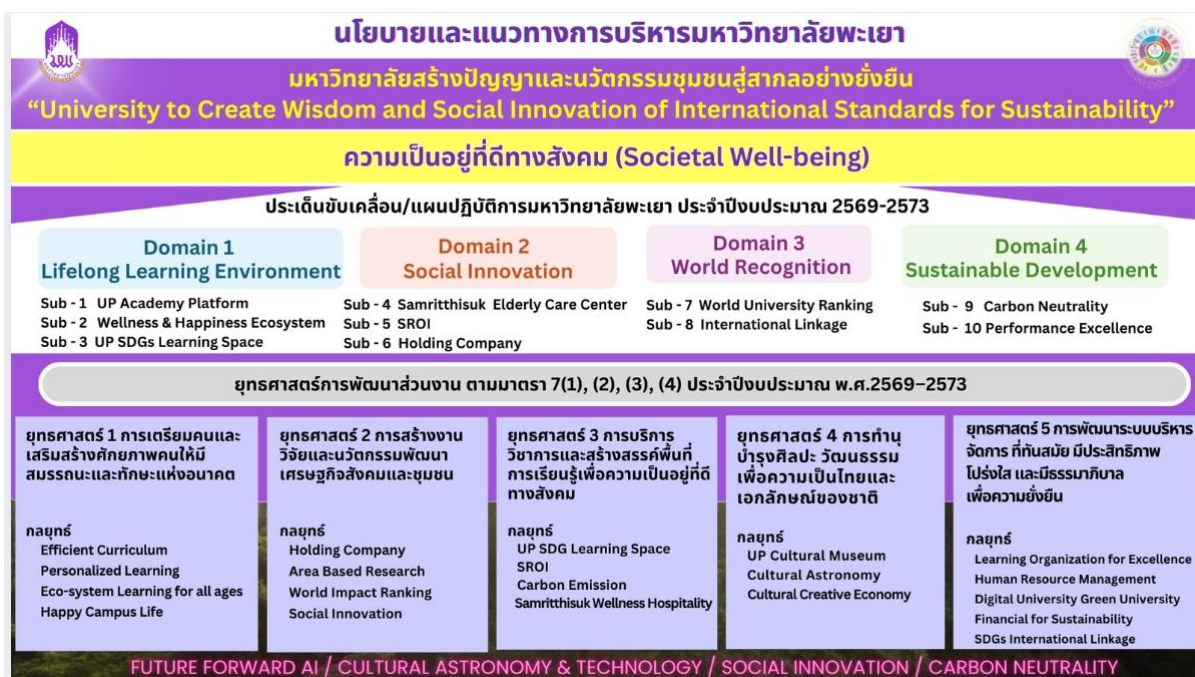 นโยบายและแนวทางการบริหารมหาวิทยาลัยพะเยา
มหาวิทยาลัยสร้างปัญญาและนวัตกรรมชุมชนสู่สากลอย่างยั่งยืน
“University to Create Wisdom and Social Innovation of International Standards for Sustainability”
ความเป็นอยู่ที่ดีทางสังคม (Societal Well-being)
ประเด็นขับเคลื่อน/แผนปฏิบัติการมหาวิทยาลัยพะเยา ประจำปีงบประมาณ 2569-2573
Domain 1
Lifelong Learning Environment
Sub - 1 UP Academy Platform
Sub - 2 Wellness & Happiness Ecosystem
Sub - 3 UP SDGs Learning Space
Domain 2
Social Innovation
Sub - 4 Samritthisuk Elderly Care Center
Sub - 5 SROI
Sub - 6 Holding Company
Domain 3
World Recognition
Sub - 7 World University Ranking
Sub - 8 International Linkage
Domain 4
Sustainable Development
Sub - 9 Carbon Neutrality
Sub - 10 Performance Excellence
ยุทธศาสตร์การพัฒนาส่วนงาน ตามมาตรา 7(1), (2), (3), (4) ประจำปีงบประมาณ พ.ศ.2569–2573
ยุทธศาสตร์ 1 การเตรียมคนและ
เสริมสร้างศักยภาพคนให้มี
สมรรถนะและทักษะแห่งอนาคต
กลยุทธ์
Efficient Curriculum
Personalized Learning
Eco-system Learning for all ages
Happy Campus Life
ยุทธศาสตร์ 2 การสร้างงาน
วิจัยและนวัตกรรมพัฒนา
เศรษฐกิจสังคมและชุมชน
กลยุทธ์
Holding Company
Area Based Research
World Impact Ranking
Social Innovation
ยุทธศาสตร์ 3 การบริการ
วิชาการและสร้างสรรค์พื้นที่
การเรียนรู้เพื่อความเป็นอยู่ที่ดี
ทางสังคม
กลยุทธ์
UP SDG Learning Space
SROI
Carbon Emission
Samritthisuk Wellness Hospitality
ยุทธศาสตร์ 4 การทำนุ
บำรุงศิลปะ วัฒนธรรม
เพื่อความเป็นไทยและ
เอกลักษณ์ของชาติ
กลยุทธ์
UP Cultural Museum
Cultural Astronomy
Cultural Creative Economy
ยุทธศาสตร์ 5 การพัฒนาระบบบริหาร
จัดการ ที่ทันสมัย มีประสิทธิภาพ
โปร่งใส และมีธรรมาภิบาล
เพื่อความยั่งยืน
กลยุทธ์
Learning Organization for Excellence
Human Resource Management
Digital University Green University
Financial for Sustainability
SDGs International Linkage
FUTURE FORWARD AI / CULTURAL ASTRONOMY & TECHNOLOGY / SOCIAL INNOVATION / CARBON NEUTRALITY